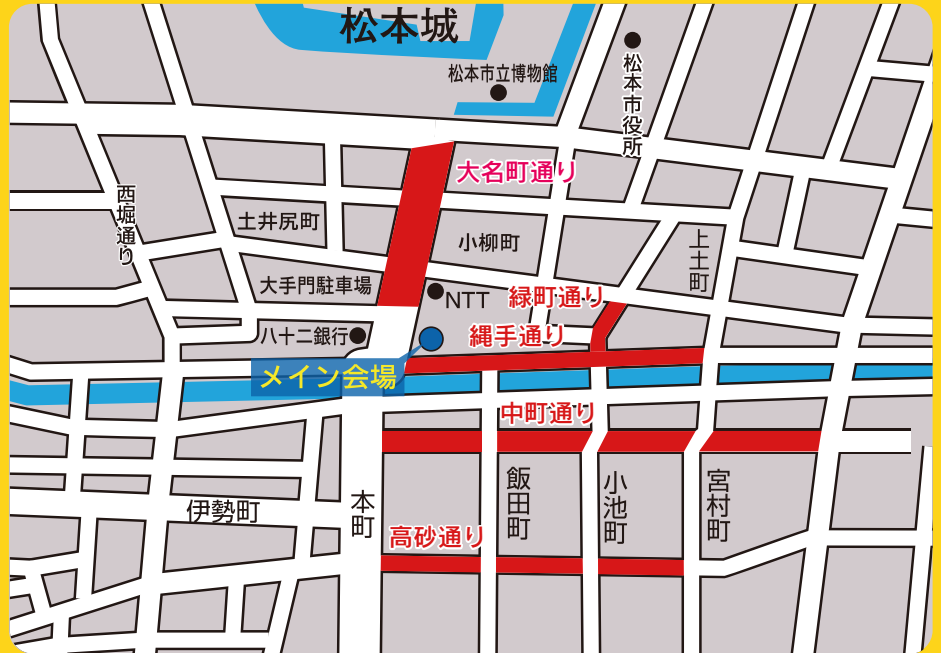 松本城
松本市立博物館
松本市役所
大名町通り
西堀通り
土井尻町
小柳町
上土町
大手門駐車場
NTT
緑町通り
八十二銀行
縄手通り
メイン会場
中町通り
飯田町
小池町
宮村町
本町
伊勢町
高砂通り